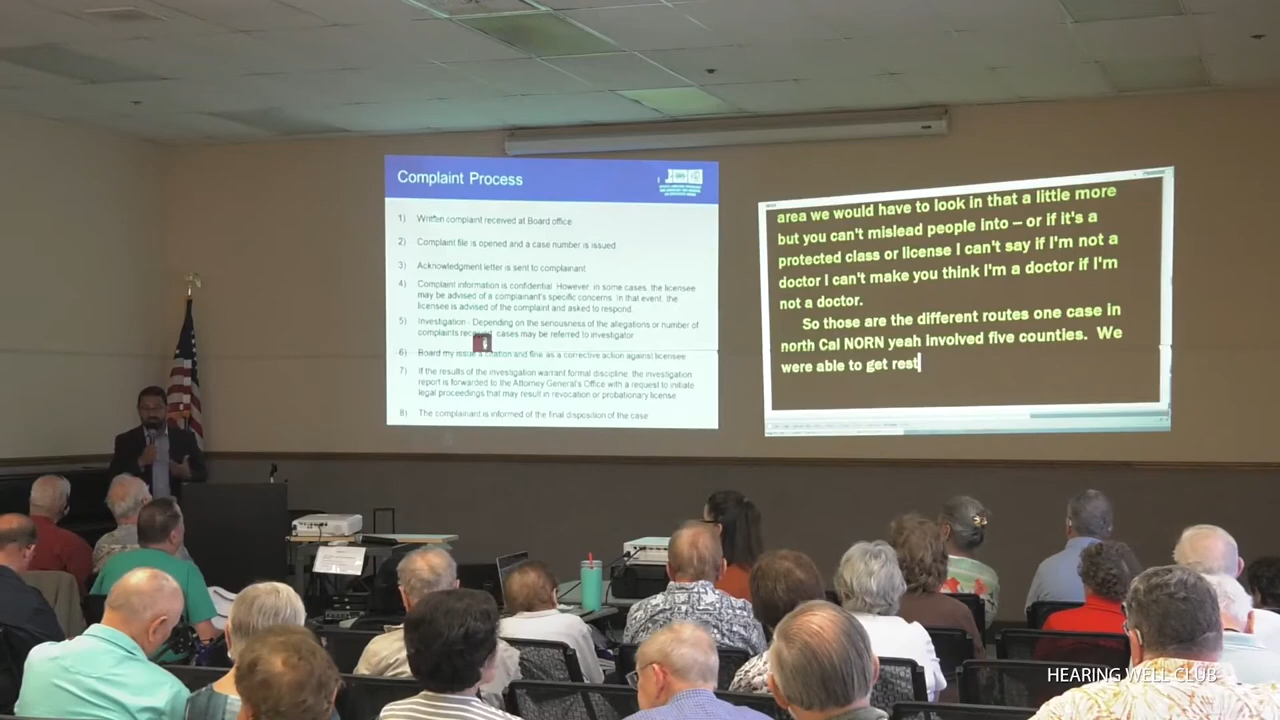 Complaint Process
1) Written complaint received at Board office.
2) Complaint file is opened and a case number is issued
3) Acknowledgment letter is sent to complainant
4) Complaint information is confidential. However, in some cases, the licensee
may be advised of a complainant's specific concerns. In that event, the
licensee is advised of the complaint and asked to respond.
5) Investigation - Depending on the seriousness of the allegations or number of
complaints cases may be referred to investigator
6) Board my issue a citation and fine as a corrective action against licensee
7) If the results of the investigation warrant formal discipline, the investigation
report is forwarded to the Attorney General's Office with a request to initiate
legal proceedings that may result in revocation or probationary license
8) The complainant is informed of the final disposition of the case
area we would have to look in that a little more
but you can't mislead people into – or if it's a
protected class or license I can't say if I'm not a
doctor I can't make you think I'm a doctor if I'm
not a doctor.
So those are the different routes one case in
north Cal NORN yeah involved five counties. We
were able to get rest
HEARING WELL CLUB